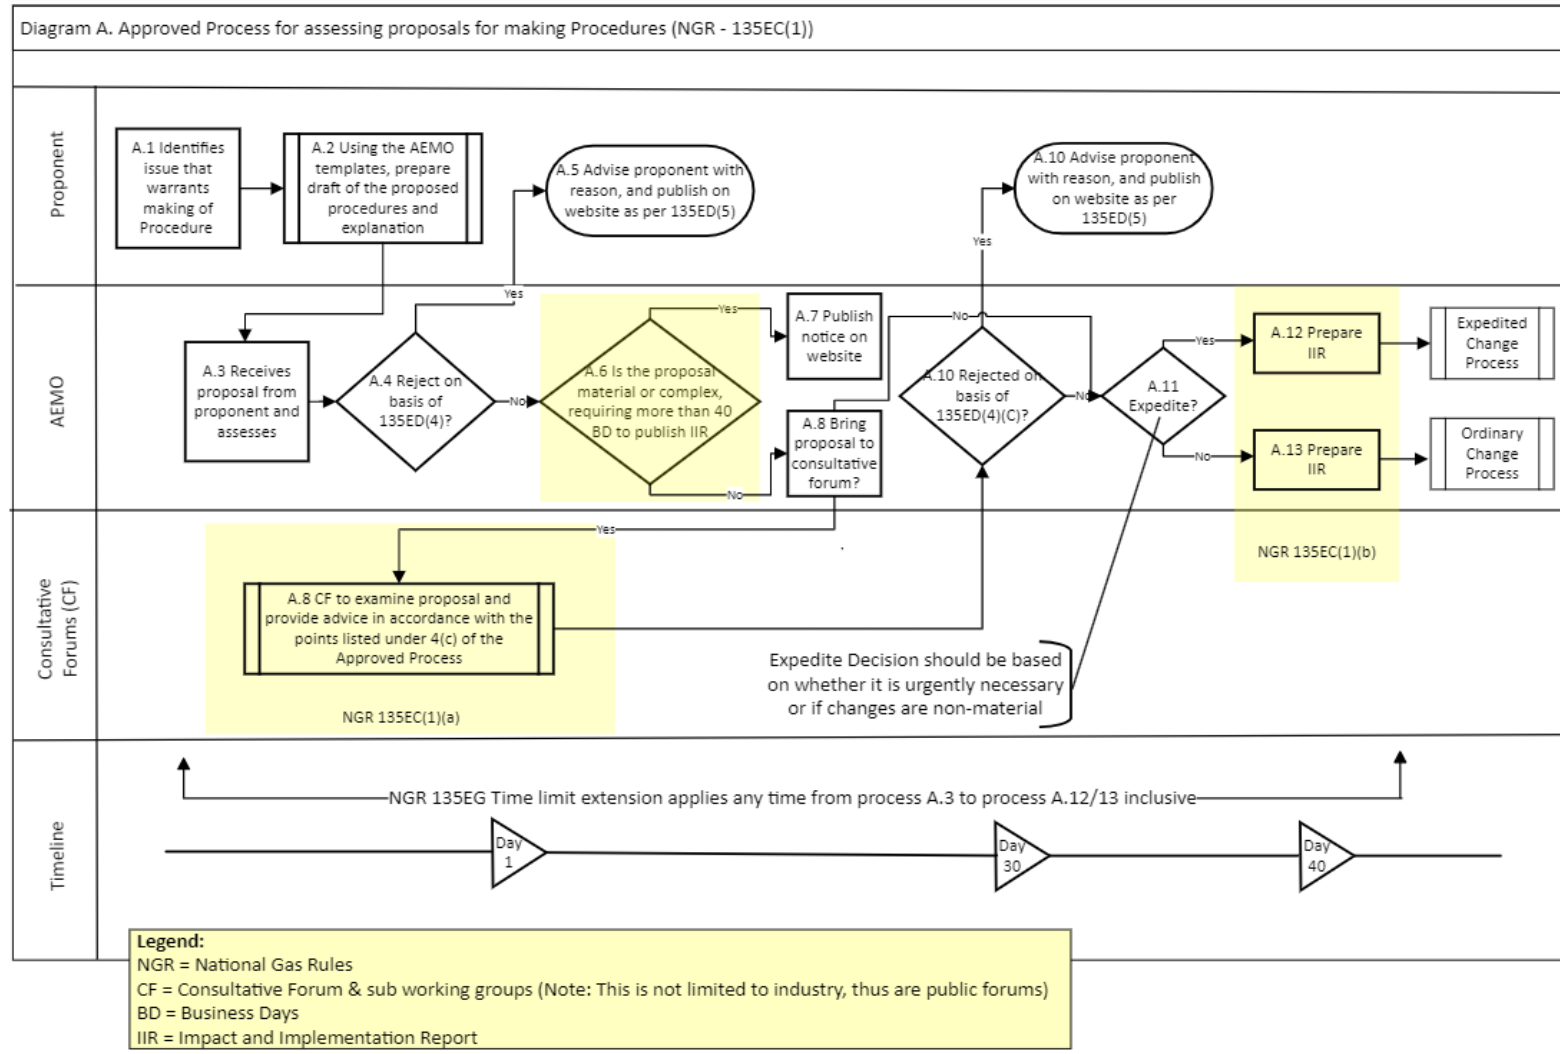 Diagram A. Approved Process for assessing proposals for making Procedures (NGR - 135EC(1))
Proponent
A.1 Identifies
issue that
warrants
making of
Procedure
A.2 Using the AEMO
templates, prepare
draft of the proposed
procedures and
explanation
A.5 Advise proponent with
reason, and publish on
website as per 135ED(5)
A.10 Advise proponent
with reason, and publish
on website as per
135ED(5)
Yes
Yes
AEMO
A.3 Receives
proposal from
proponent and
assesses
A.4 Reject on
basis of
135ED(4)?
No
A.6 Is the proposal
material or complex,
requiring more than 40
BD to publish IIR
Yes
No
A.7 Publish
notice on
website
A.8 Bring
proposal to
consultative
forum?
No
A.10 Rejected on
basis of
135ED(4)(C)?
No
A.11
Expedite?
Yes
No
A.12 Prepare
IIR
A.13 Prepare
IIR
Expedited
Change
Process
Ordinary
Change
Process
NGR 135EC(1)(b)
Consultative
Forums (CF)
Yes
A.8 CF to examine proposal and
provide advice in accordance with the
points listed under 4(c) of the
Approved Process
NGR 135EC(1)(a)
Expedite Decision should be based
on whether it is urgently necessary
or if changes are non-material
Timeline
NGR 135EG Time limit extension applies any time from process A.3 to process A.12/13 inclusive
Day
1
Day
30
Day
40
Legend:
NGR = National Gas Rules
CF = Consultative Forum & sub working groups (Note: This is not limited to industry, thus are public forums)
BD = Business Days
IIR = Impact and Implementation Report